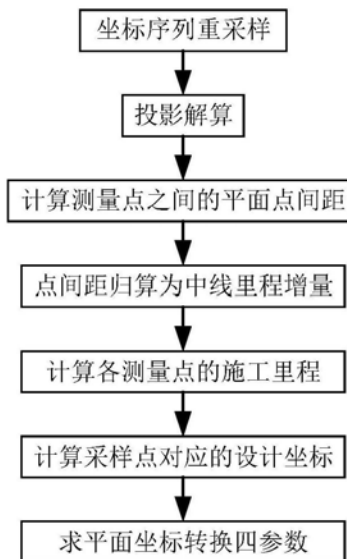 坐标序列重采样
投影解算
计算测量点之间的平面点间距
点间距归算为中线里程增量
计算各测量点的施工里程
计算采样点对应的设计坐标
求平面坐标转换四参数